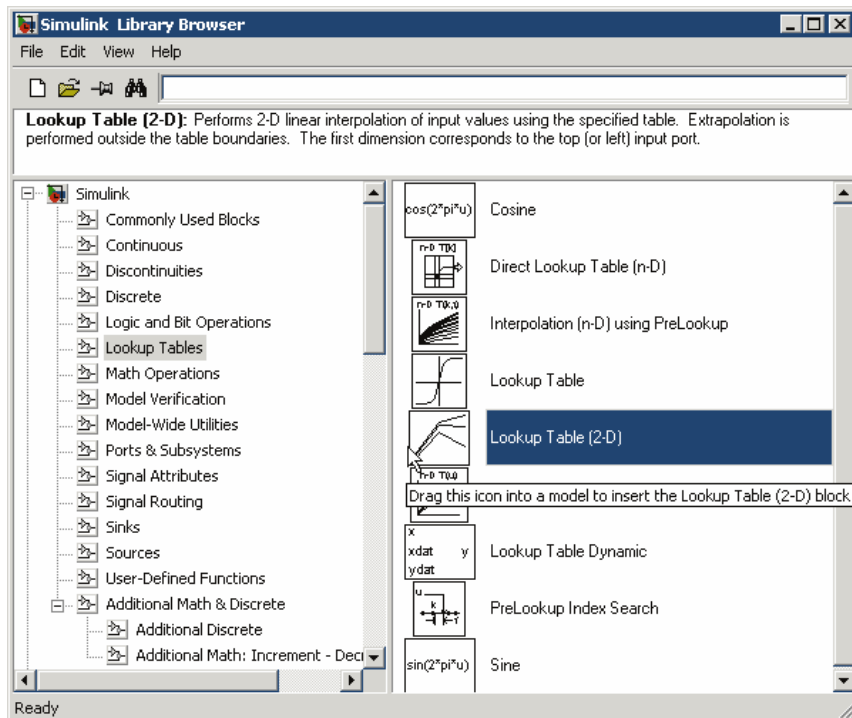 Simulink Library Browser
File Edit View Help
Lookup Table (2-D): Performs 2-D linear interpolation of input values using the specified table. Extrapolation is
performed outside the table boundaries. The first dimension corresponds to the top (or left) input port.
Simulink
Commonly Used Blocks
Continuous
Discontinuities
Discrete
Logic and Bit Operations
Lookup Tables
Math Operations
Model Verification
Model-Wide Utilities
Ports & Subsystems
Signal Attributes
Signal Routing
Sinks
Sources
User-Defined Functions
Additional Math & Discrete
Additional Discrete
Additional Math: Increment - Dec
cos(2*pi*u) Cosine
n-D T[k] Direct Lookup Table (n-D)
n-D T(k,f) Interpolation (n-D) using PreLookup
Lookup Table
Lookup Table (2-D)
n-D T(u)
Drag this icon into a model to insert the Lookup Table (2-D) block
x
xdat y Lookup Table Dynamic
ydat
u
k
f
PreLookup Index Search
sin(2*pi*u) Sine
Ready